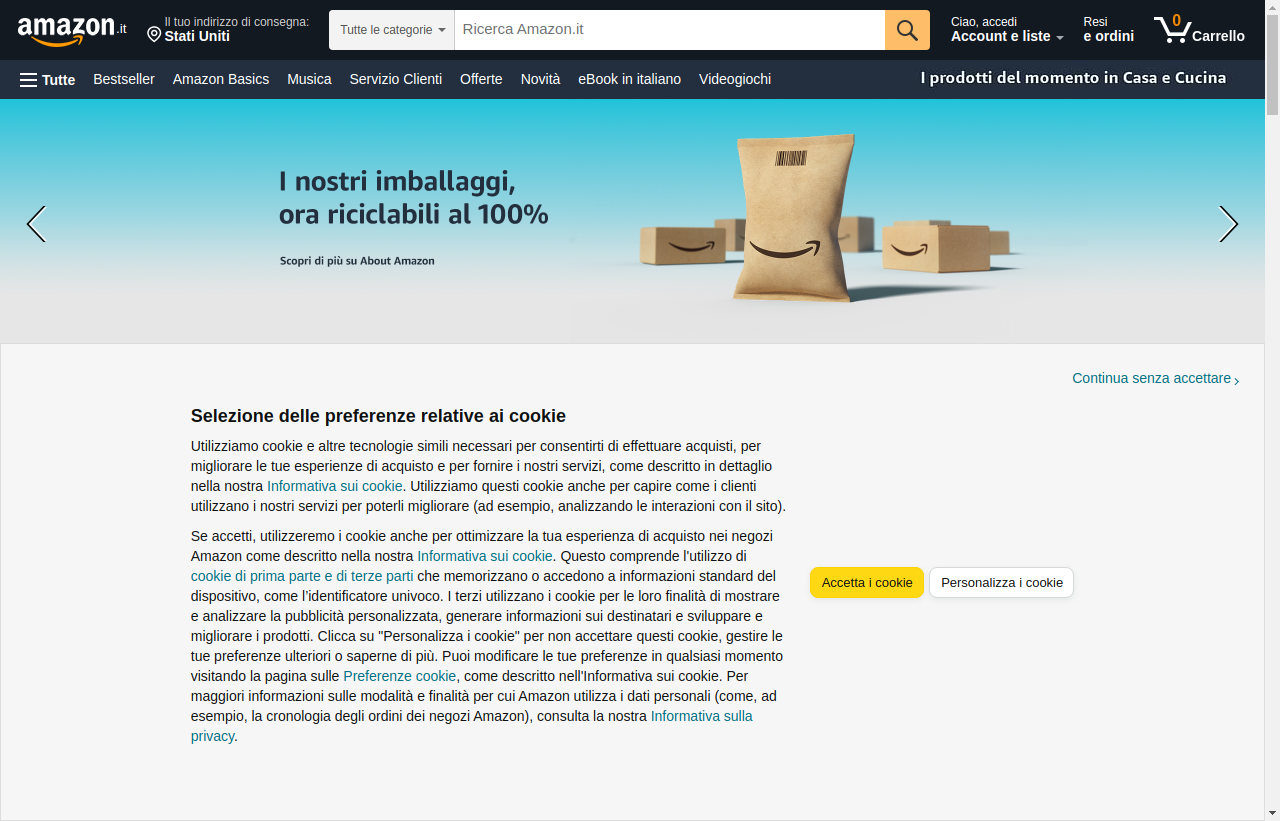 amazon.it
Il tuo indirizzo di consegna:
Stati Uniti
Tutte le categorie
Ricerca Amazon.it
Ciao, accedi
Account e liste
Resi
e ordini
0
Carrello
Tutte
Bestseller
Amazon Basics
Musica
Servizio Clienti
Offerte
Novità
eBook in italiano
Videogiochi
I prodotti del momento in Casa e Cucina
I nostri imballaggi,
ora riciclabili al 100%
Scopri di più su About Amazon
Continua senza accettare
Selezione delle preferenze relative ai cookie
Utilizziamo cookie e altre tecnologie simili necessari per consentirti di effettuare acquisti, per
migliorare le tue esperienze di acquisto e per fornire i nostri servizi, come descritto in dettaglio
nella nostra Informativa sui cookie. Utilizziamo questi cookie anche per capire come i clienti
utilizzano i nostri servizi per poterli migliorare (ad esempio, analizzando le interazioni con il sito).
Se accetti, utilizzeremo i cookie anche per ottimizzare la tua esperienza di acquisto nei negozi
Amazon come descritto nella nostra Informativa sui cookie. Questo comprende l'utilizzo di
cookie di prima parte e di terze parti che memorizzano o accedono a informazioni standard del
dispositivo, come l’identificatore univoco. I terzi utilizzano i cookie per le loro finalità di mostrare
e analizzare la pubblicità personalizzata, generare informazioni sui destinatari e sviluppare e
migliorare i prodotti. Clicca su "Personalizza i cookie" per non accettare questi cookie, gestire le
tue preferenze ulteriori o saperne di più. Puoi modificare le tue preferenze in qualsiasi momento
visitando la pagina sulle Preferenze cookie, come descritto nell'Informativa sui cookie. Per
maggiori informazioni sulle modalità e finalità per cui Amazon utilizza i dati personali (come, ad
esempio, la cronologia degli ordini dei negozi Amazon), consulta la nostra Informativa sulla
privacy.
Accetta i cookie
Personalizza i cookie